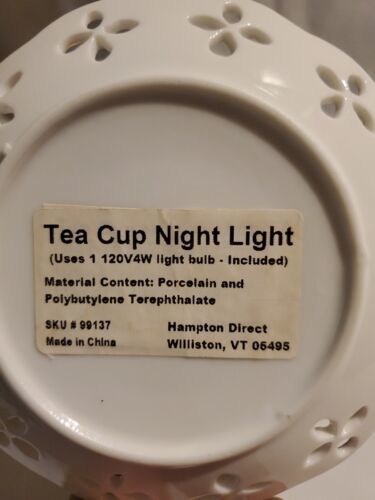 Tea Cup Night Light
(Uses 1 120V4W light bulb - Included)
Material Content: Porcelain and
Polybutylene Terephthalate
SKU # 99137 Hampton Direct
Made in China Williston, VT 05495